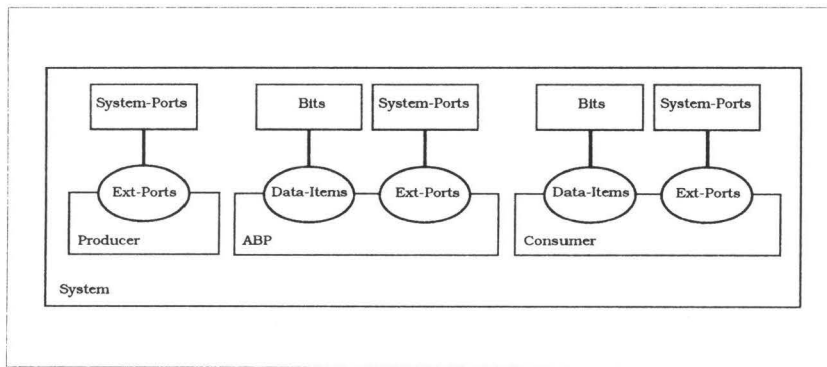 System-Ports Bits System-Ports Bits System-Ports
Ext-Ports Data-Items Ext-Ports Data-Items Ext-Ports
Producer ABP Consumer
System